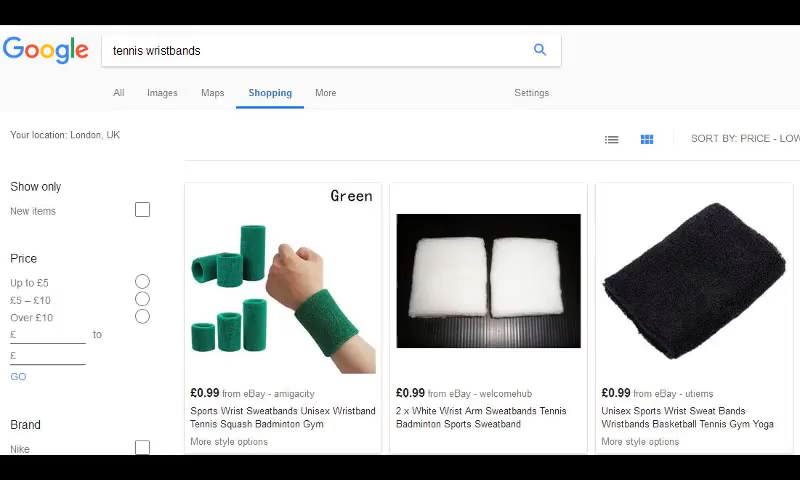 Google
tennis wristbands
All Images Maps Shopping More Settings
Your location: London, UK
SORT BY: PRICE - LOW
Show only
New items
Price
Up to £5
£5 – £10
Over £10
£ to
£
GO
Brand
Nike
Green
£0.99 from eBay - amigacity
Sports Wrist Sweatbands Unisex Wristband
Tennis Squash Badminton Gym
More style options
£0.99 from eBay - welcomehub
2 x White Wrist Arm Sweatbands Tennis
Badminton Sports Sweatband
£0.99 from eBay - utiems
Unisex Sports Wrist Sweat Bands
Wristbands Basketball Tennis Gym Yoga
More style options